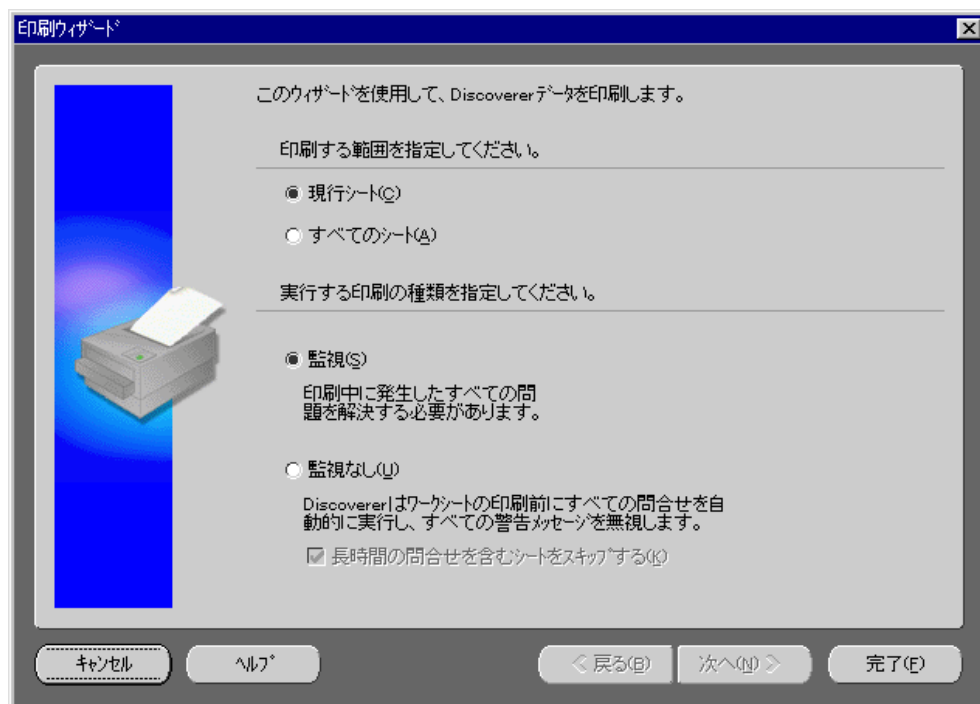 印刷ウィザード
このウィザードを使用して、Discovererデータを印刷します。
印刷する範囲を指定してください。
現行シート(C)
すべてのシート(A)
実行する印刷の種類を指定してください。
監視(S)
印刷中に発生したすべての問
題を解決する必要があります。
監視なし(U)
Discovererはワークシートの印刷前にすべての問合せを自
動的に実行し、すべての警告メッセージを無視します。
長時間の問合せを含むシートをスキップする(K)
キャンセル
ヘルプ
< 戻る(B)
次へ(N) >
完了(F)